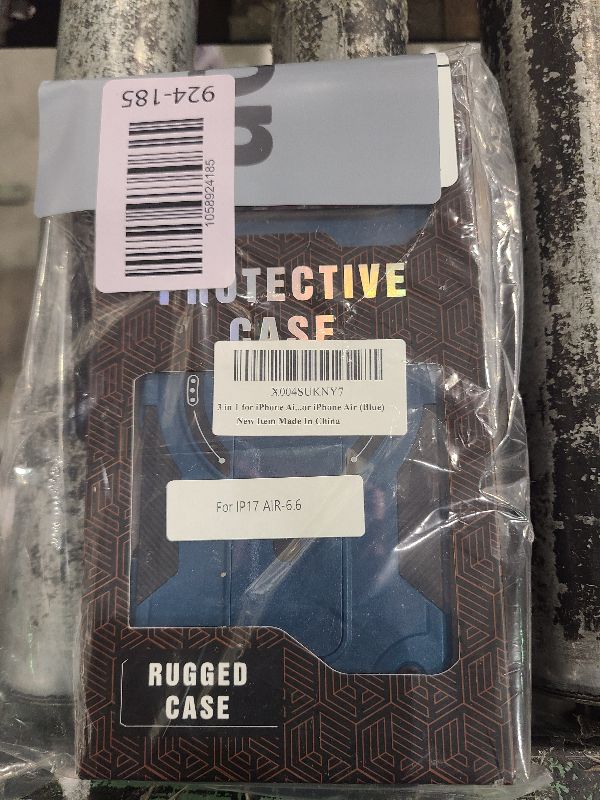 924-185
1058924185
PROTECTIVE
CASE
X004SUKNY7
3 in 1 for iPhone Ai...or iPhone Air (Blue)
New Item Made In China
For IP17 AiR-6.6
RUGGED
CASE